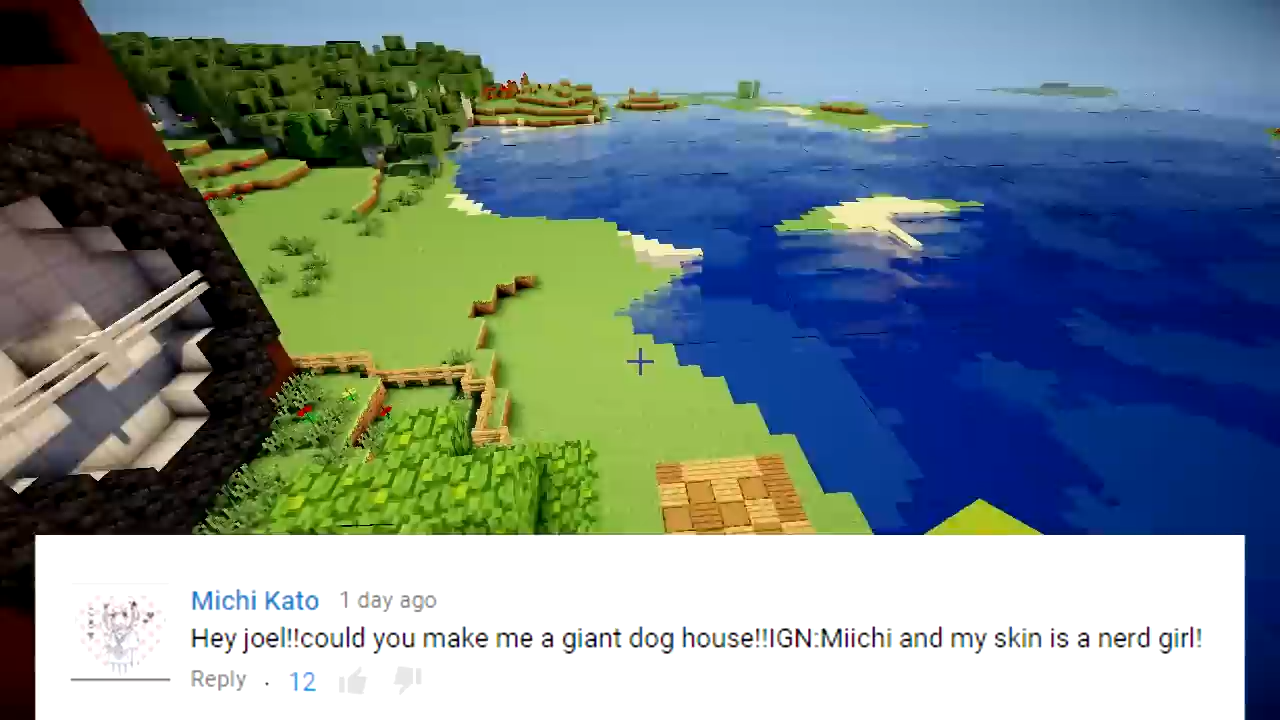 Michi Kato 1 day ago
Hey joel!!could you make me a giant dog house!!IGN:Miichi and my skin is a nerd girl!
Reply · 12